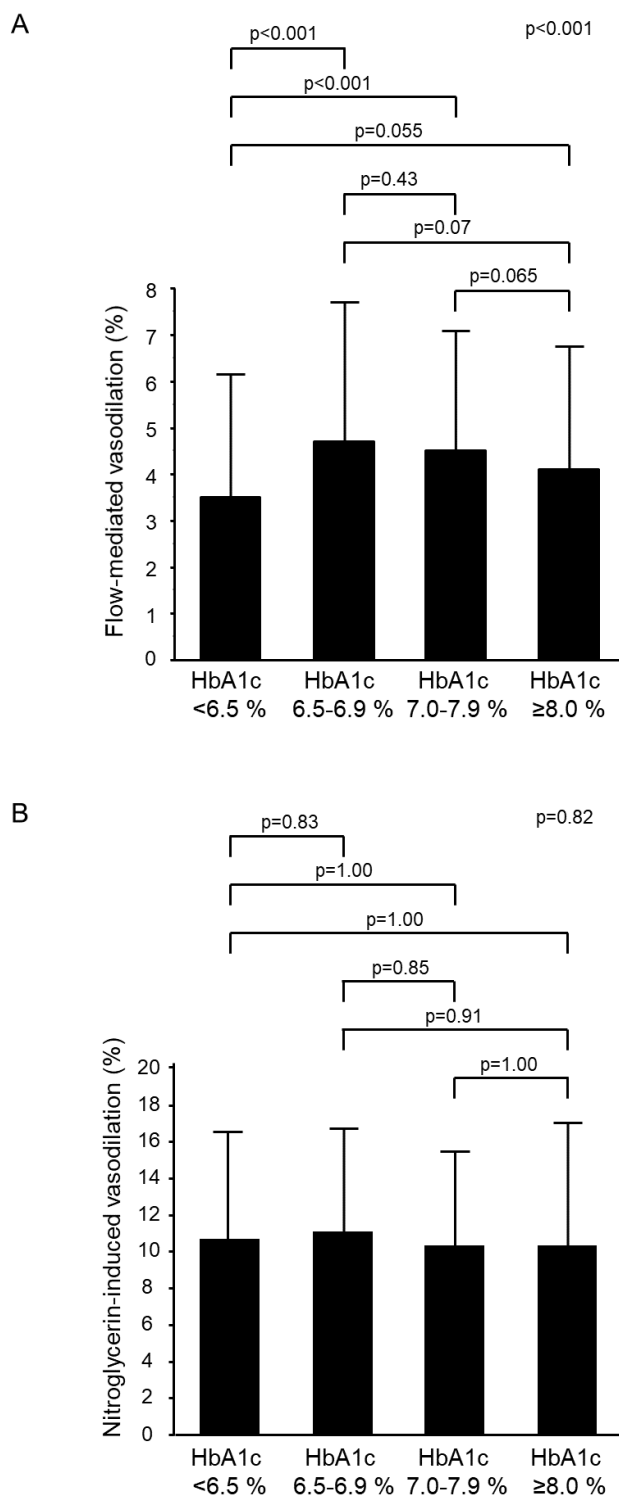 A
p<0.001
p<0.001
p<0.001
p=0.055
p=0.43
p=0.07
p=0.065
Flow-mediated vasodilation (%)
8
7
6
5
4
3
2
1
0
HbA1c HbA1c HbA1c HbA1c
<6.5 % 6.5-6.9 % 7.0-7.9 % ≥8.0 %
B
p=0.82
p=0.83
p=1.00
p=1.00
p=0.85
p=0.91
p=1.00
Nitroglycerin-induced vasodilation (%)
20
18
16
14
12
10
8
6
4
2
0
HbA1c HbA1c HbA1c HbA1c
<6.5 % 6.5-6.9 % 7.0-7.9 % ≥8.0 %